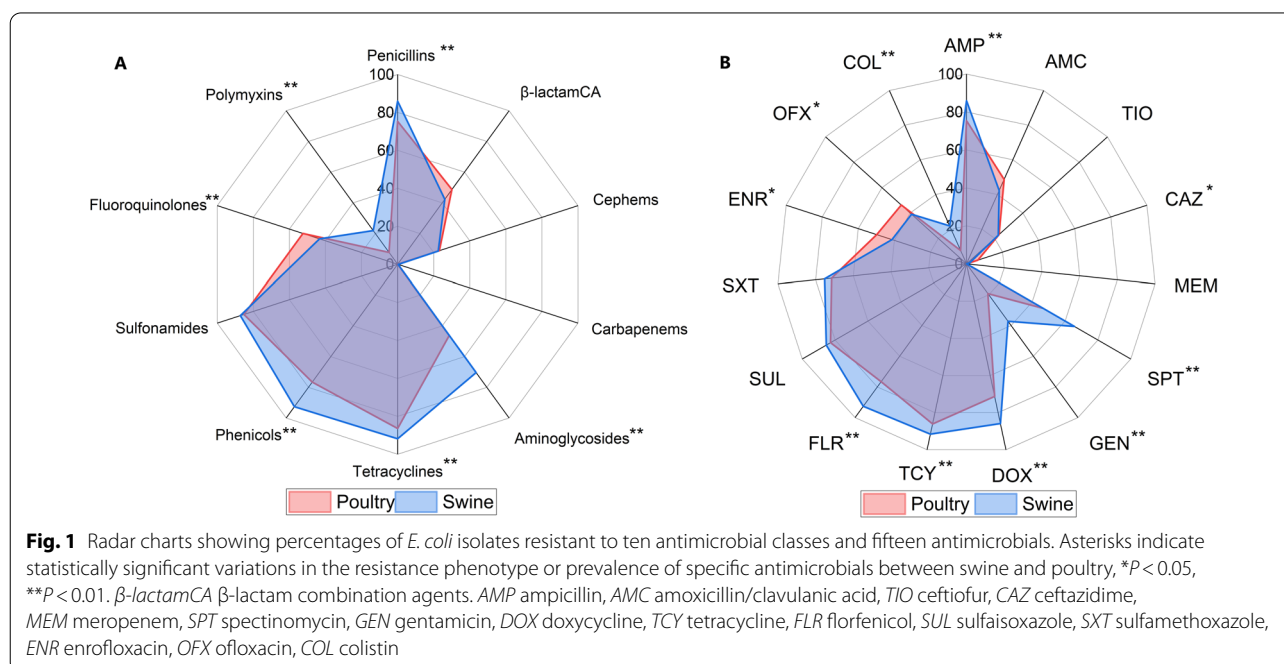 A
Penicillins **
β-lactamCA
Cephems
Carbapenems
Aminoglycosides **
Tetracyclines **
Phenicols **
Sulfonamides
Fluoroquinolones **
Polymyxins **
100
80
60
40
20
0
Poultry Swine
B
AMP **
AMC
TIO
CAZ *
MEM
SPT **
GEN **
DOX **
TCY **
FLR **
SUL
SXT
ENR *
OFX *
COL **
100
80
60
40
20
0
Poultry Swine
Fig. 1 Radar charts showing percentages of E. coli isolates resistant to ten antimicrobial classes and fifteen antimicrobials. Asterisks indicate
statistically significant variations in the resistance phenotype or prevalence of specific antimicrobials between swine and poultry, *P < 0.05,
**P < 0.01. β-lactamCA β-lactam combination agents. AMP ampicillin, AMC amoxicillin/clavulanic acid, TIO ceftiofur, CAZ ceftazidime,
MEM meropenem, SPT spectinomycin, GEN gentamicin, DOX doxycycline, TCY tetracycline, FLR florfenicol, SUL sulfaisoxazole, SXT sulfamethoxazole,
ENR enrofloxacin, OFX ofloxacin, COL colistin